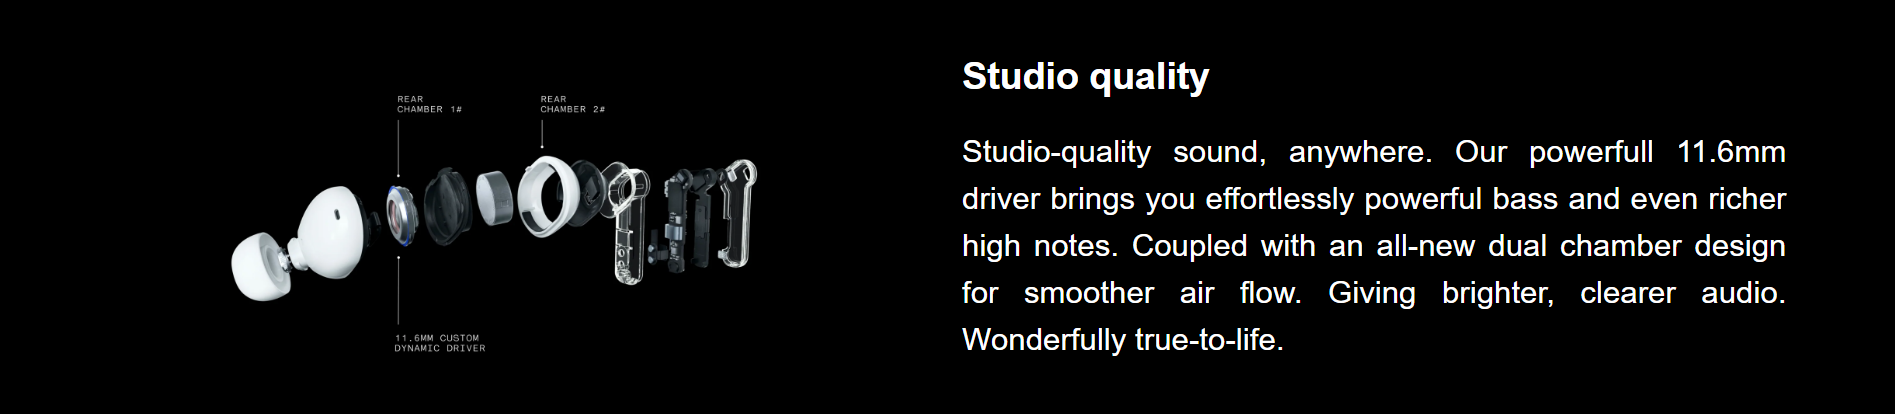 REAR
CHAMBER 1#
REAR
CHAMBER 2#
11.6MM CUSTOM
DYNAMIC DRIVER
Studio quality
Studio-quality sound, anywhere. Our powerfull 11.6mm
driver brings you effortlessly powerful bass and even richer
high notes. Coupled with an all-new dual chamber design
for smoother air flow. Giving brighter, clearer audio.
Wonderfully true-to-life.